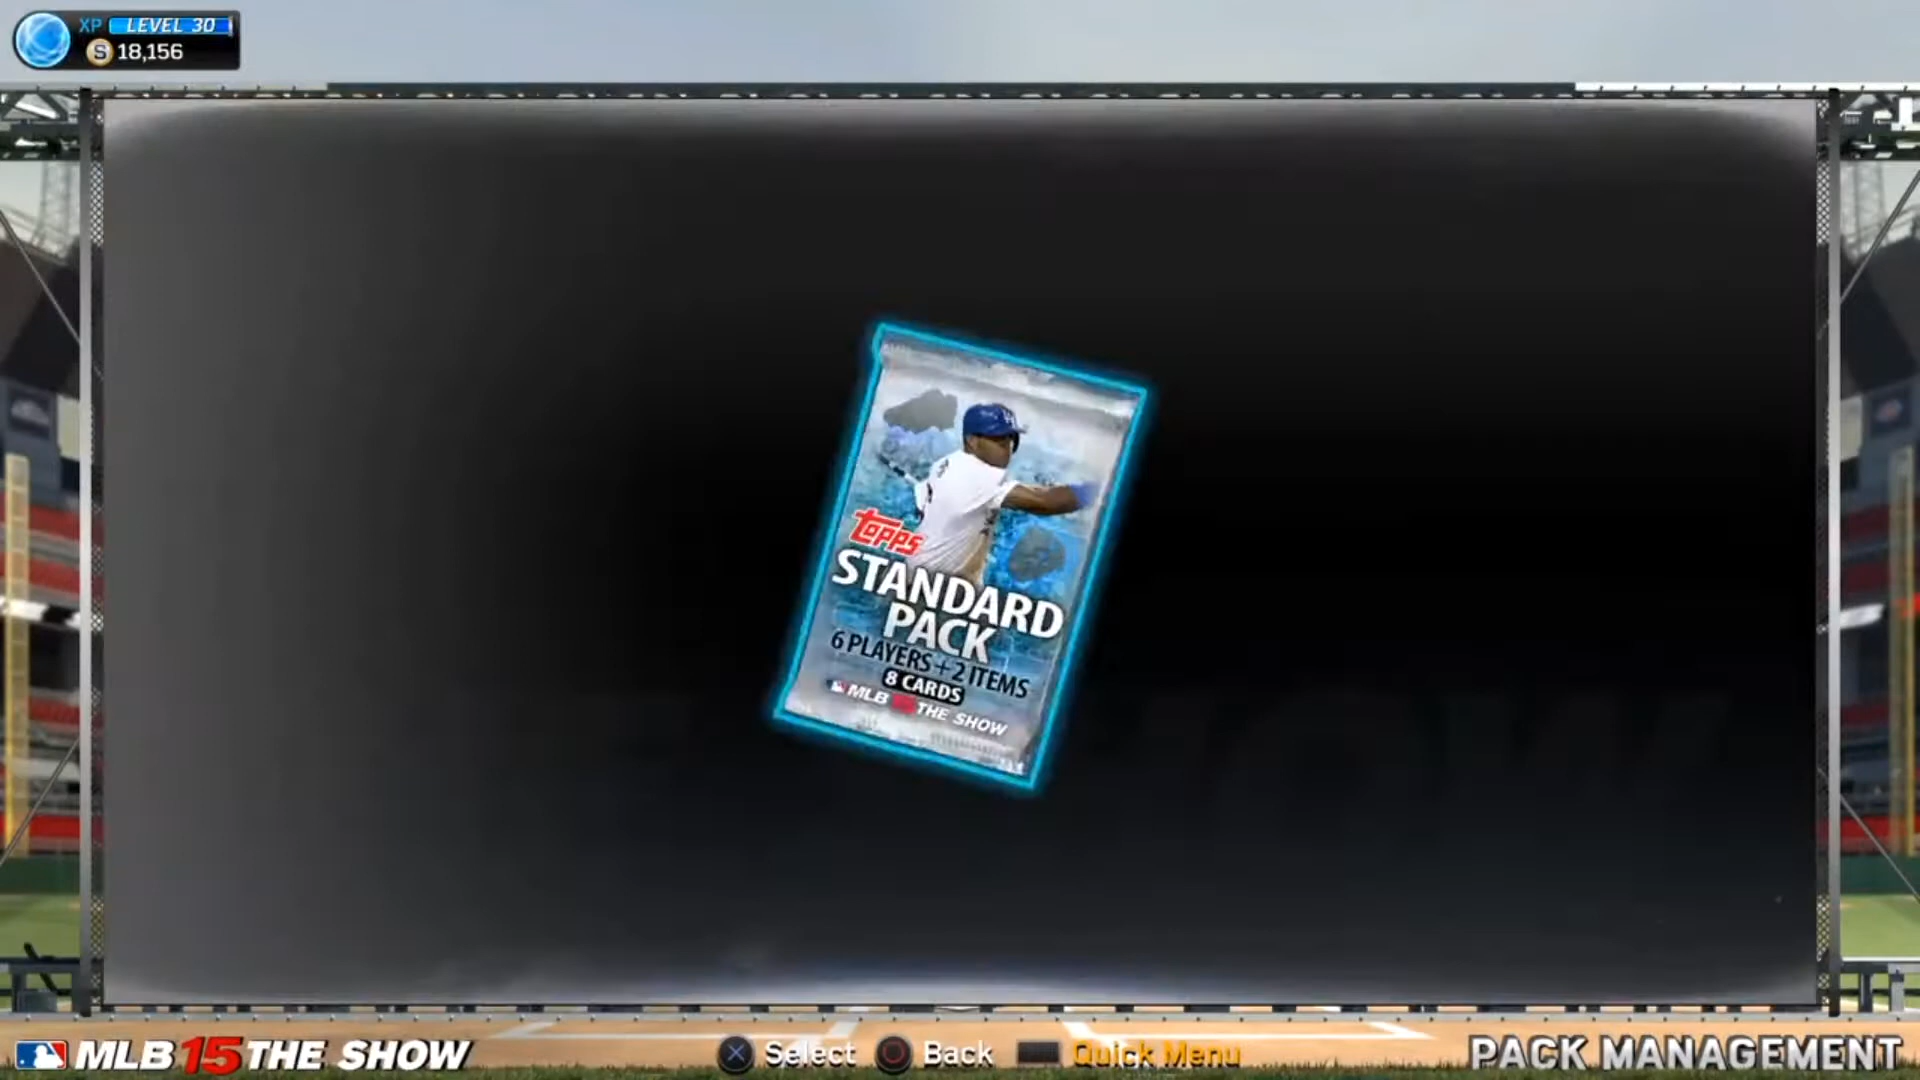 XP LEVEL 30
S 18,156
Topps
STANDARD
PACK
6 PLAYERS + 2 ITEMS
8 CARDS
MLB 15 THE SHOW
MLB 15 THE SHOW
Select
Back
Quick Menu
PACK MANAGEMENT